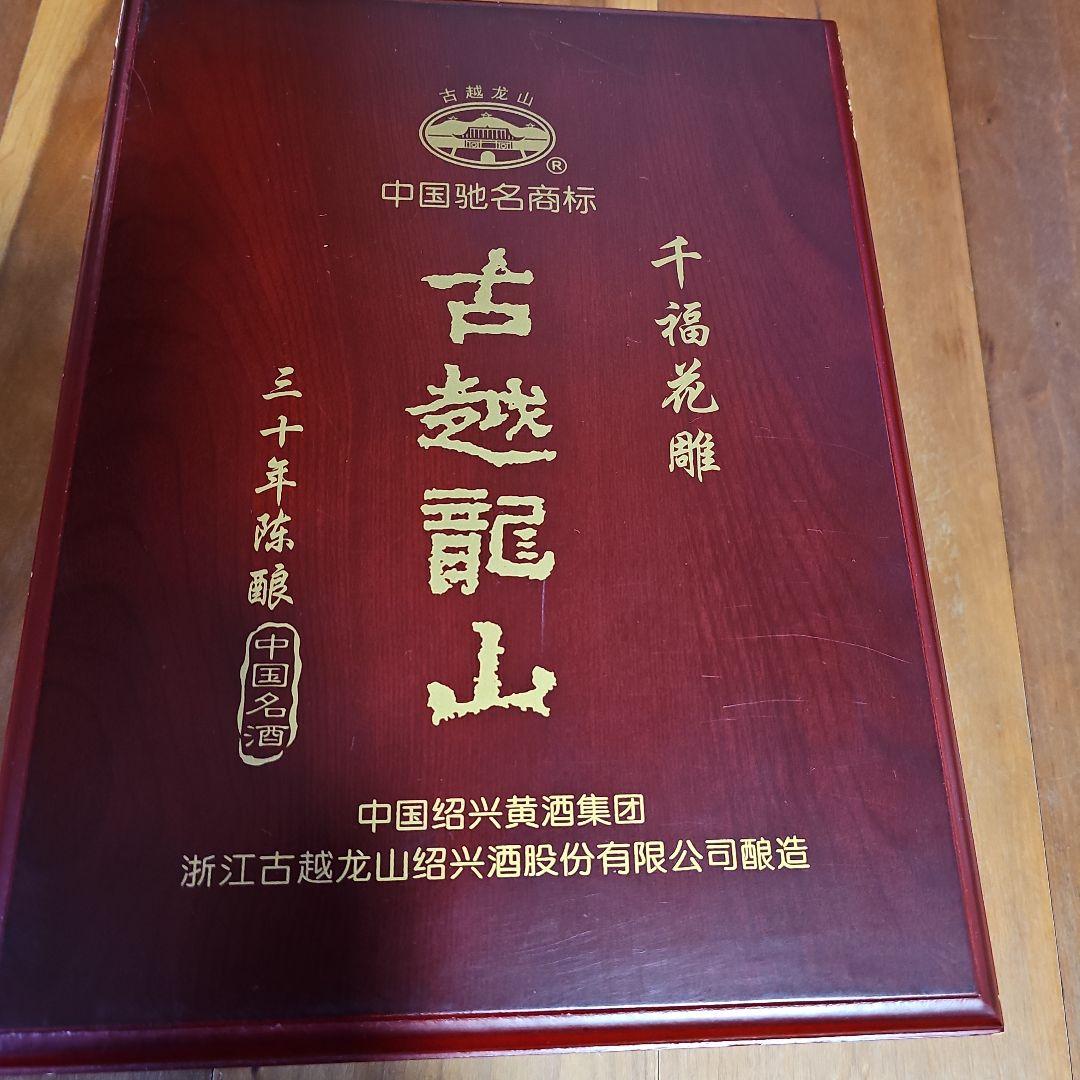 古越龙山
®
中国驰名商标
千福花雕
古越龍山
三十年陈酿
中国名酒
中国绍兴黄酒集团
浙江古越龙山绍兴酒股份有限公司酿造